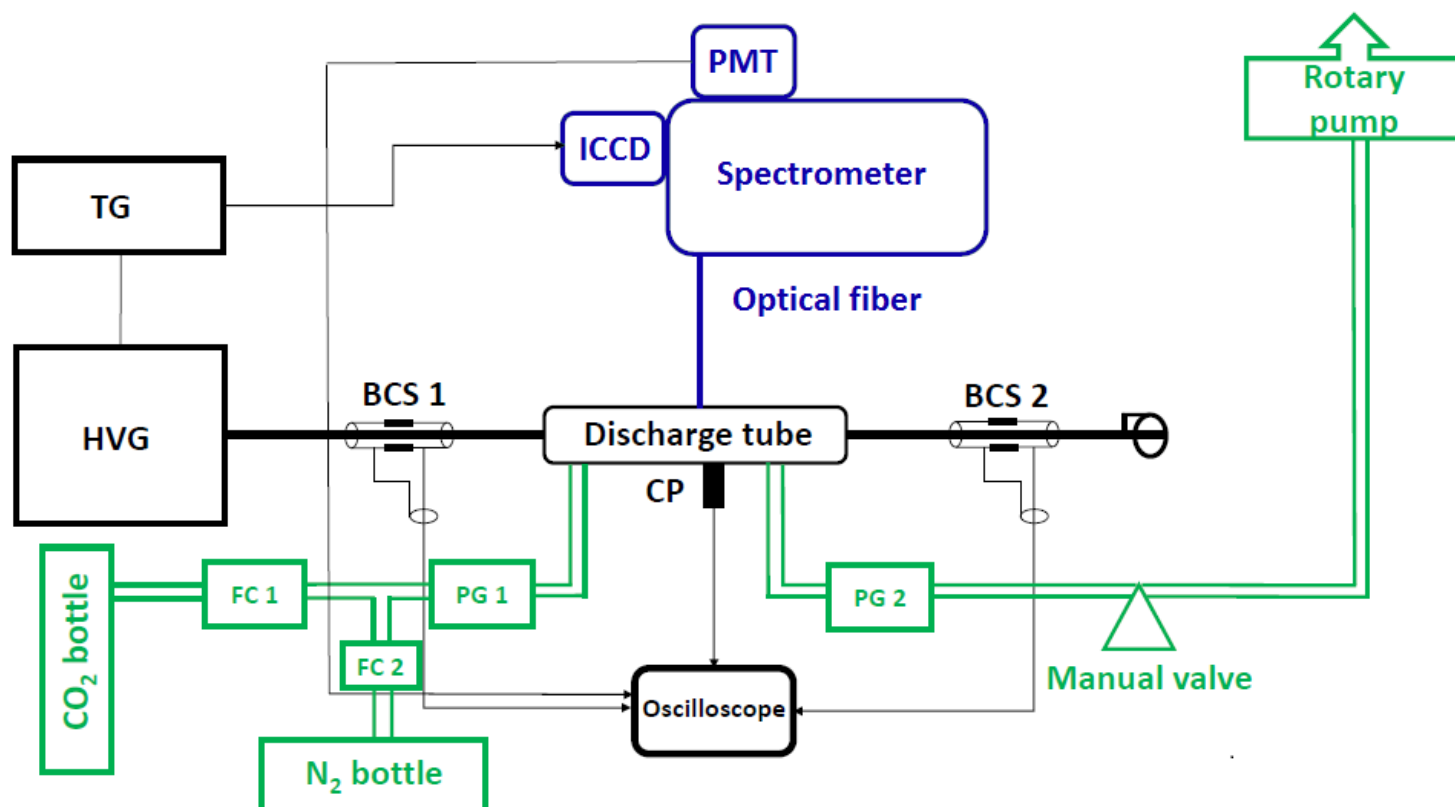 PMT
Rotary
pump
ICCD
Spectrometer
TG
Optical fiber
BCS 1
BCS 2
HVG
Discharge tube
CP
CO₂ bottle
FC 1
PG 1
PG 2
FC 2
Manual valve
Oscilloscope
N₂ bottle